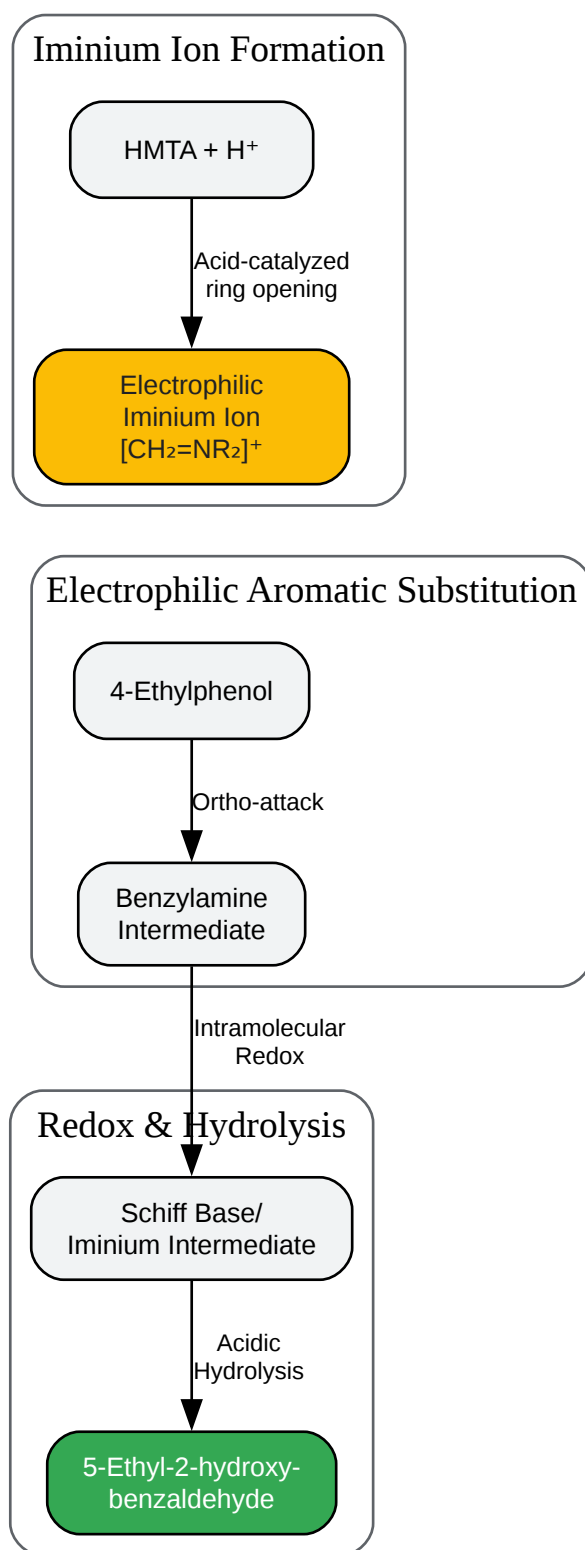 Iminium Ion Formation
HMTA + H⁺
Acid-catalyzed
ring opening
Electrophilic
Iminium Ion
[CH₂=NR₂]⁺
Electrophilic Aromatic Substitution
4-Ethylphenol
Ortho-attack
Benzylamine
Intermediate
Intramolecular
Redox
Redox & Hydrolysis
Schiff Base/
Iminium Intermediate
Acidic
Hydrolysis
5-Ethyl-2-hydroxy-
benzaldehyde